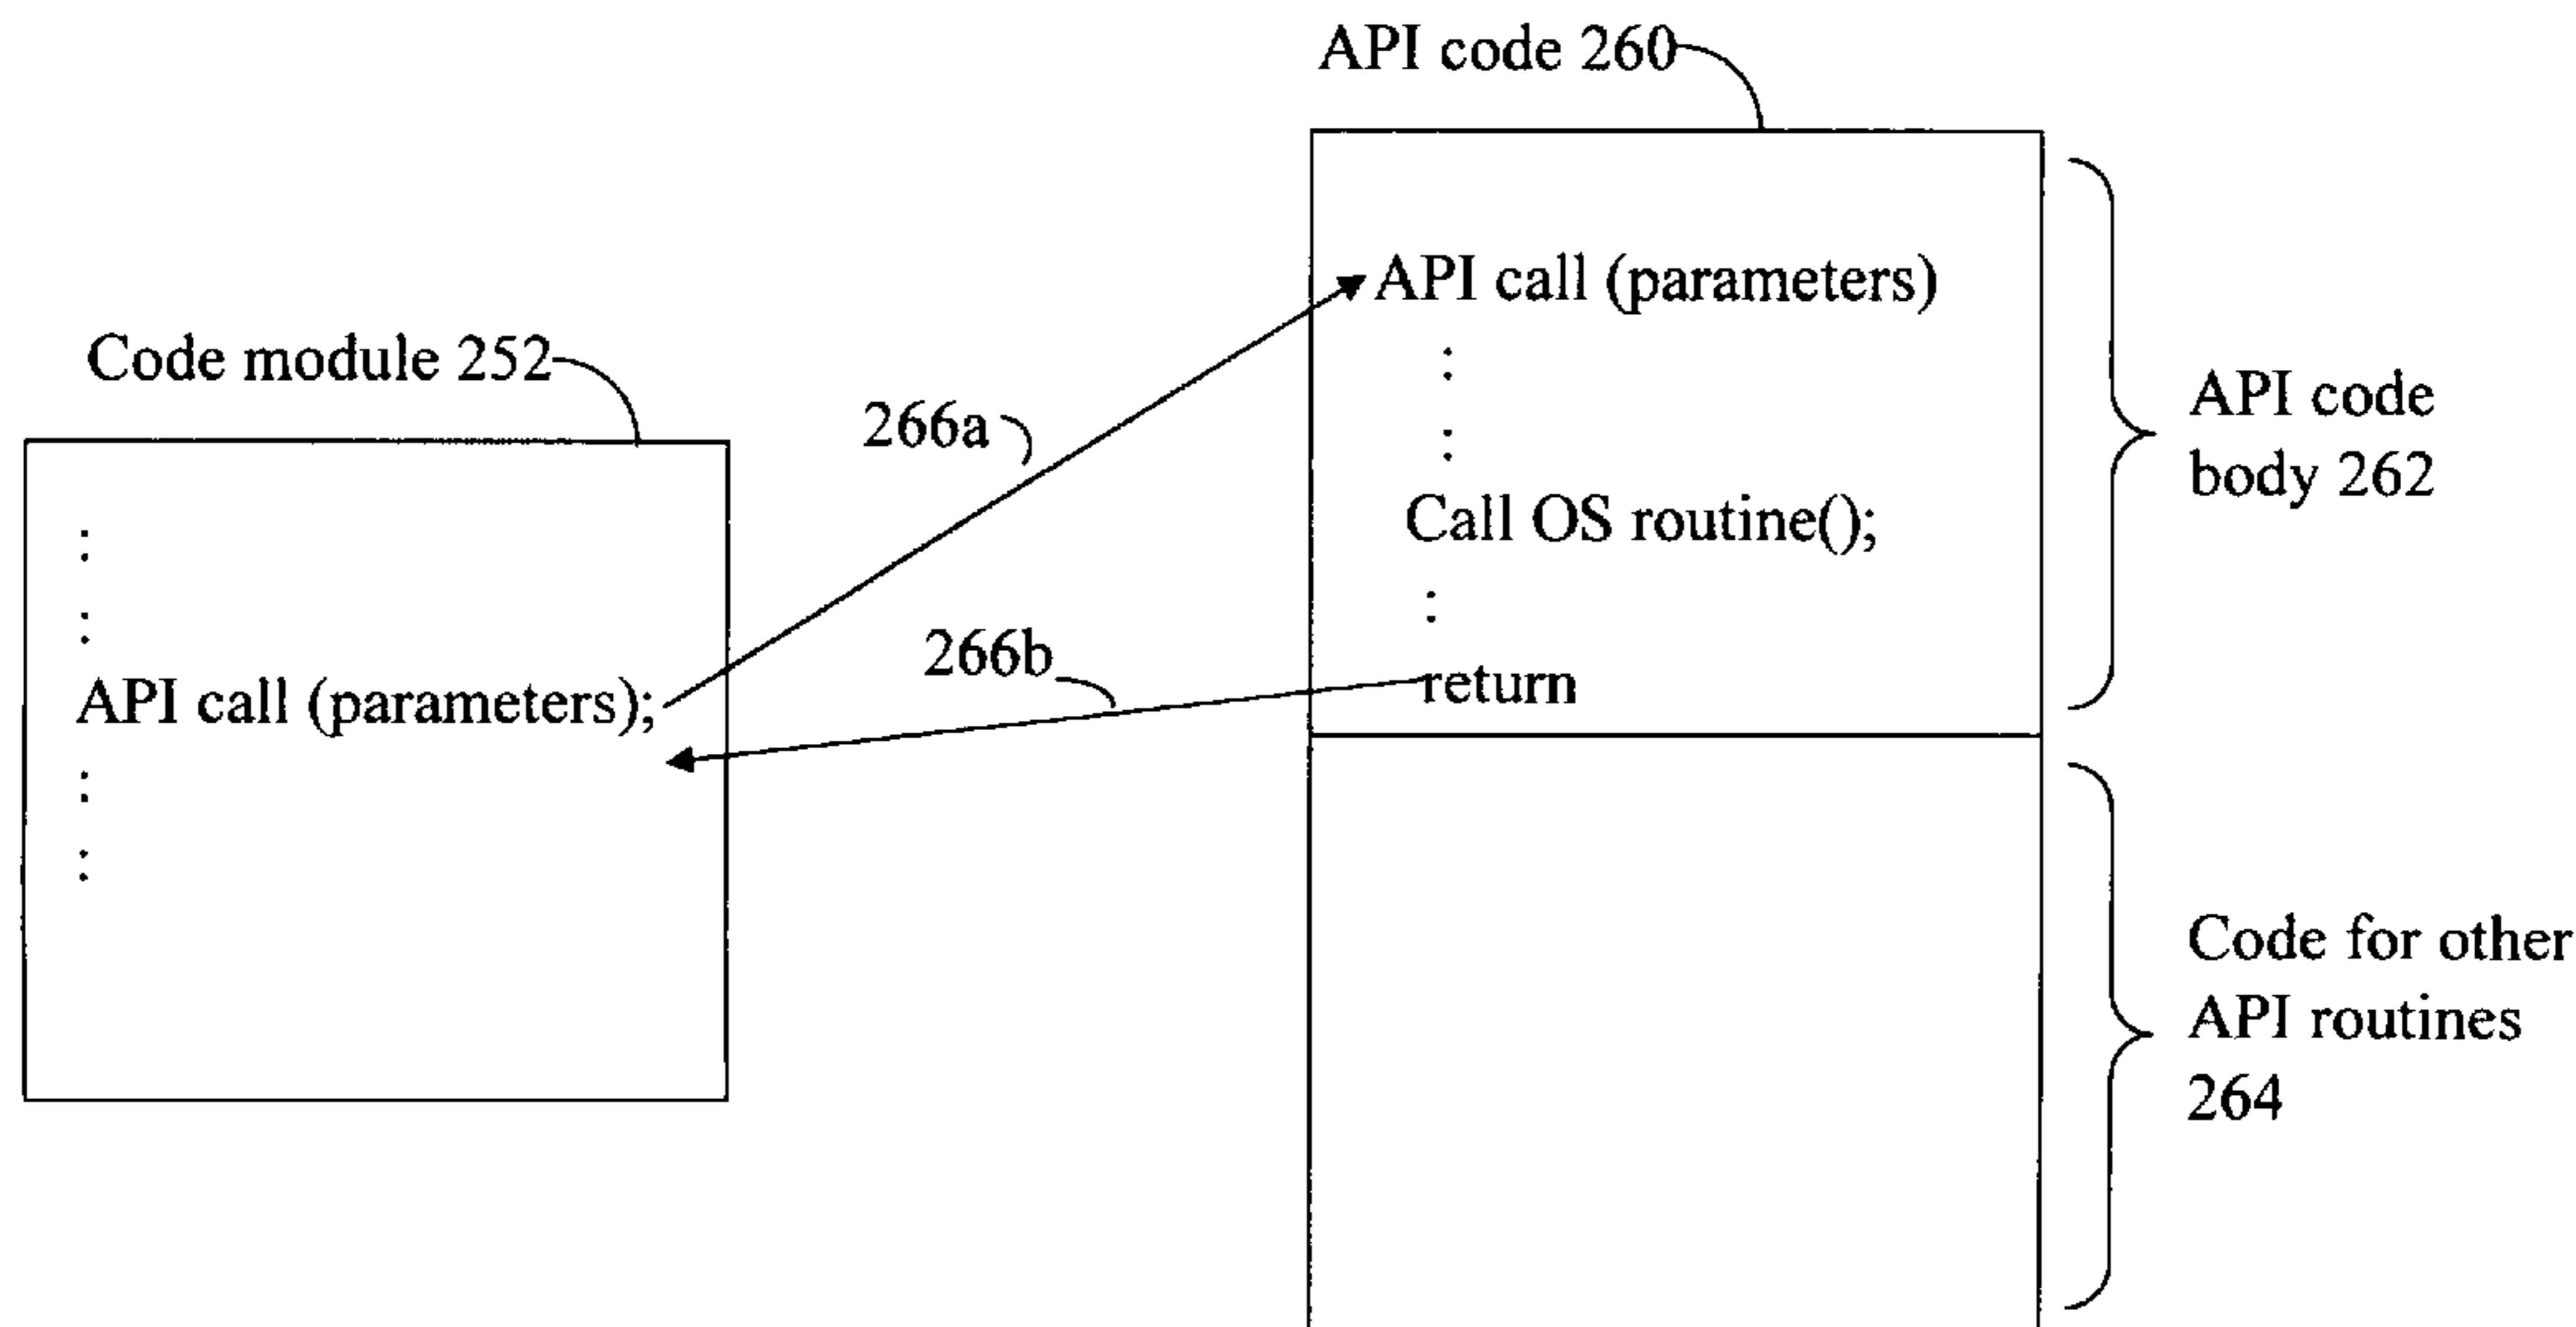 API code 260
API call (parameters)
Code module 252
266a
API code
body 262
Call OS routine();
266b
return
API call (parameters);
Code for other
API routines
264